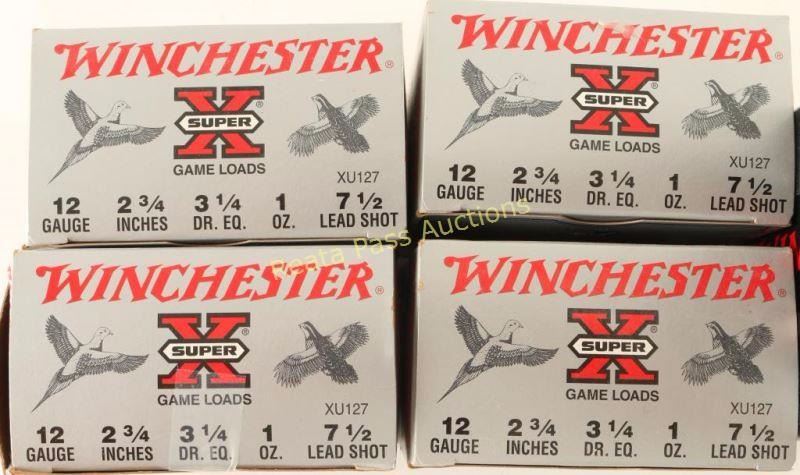 WINCHESTER®
X®
SUPER
GAME LOADS
XU127
12 2 3/4 3 1/4 1 7 1/2
GAUGE INCHES DR. EQ. OZ. LEAD SHOT
WINCHESTER®
X®
SUPER
GAME LOADS
XU127
12 2 3/4 3 1/4 1 7 1/2
GAUGE INCHES DR. EQ. OZ. LEAD SHOT
Reata Pass Auctions
WINCHESTER®
X®
SUPER
GAME LOADS
XU127
12 2 3/4 3 1/4 1 7 1/2
GAUGE INCHES DR. EQ. OZ. LEAD SHOT
WINCHESTER®
X®
SUPER
GAME LOADS
XU127
12 2 3/4 3 1/4 1 7 1/2
GAUGE INCHES DR. EQ. OZ. LEAD SHOT